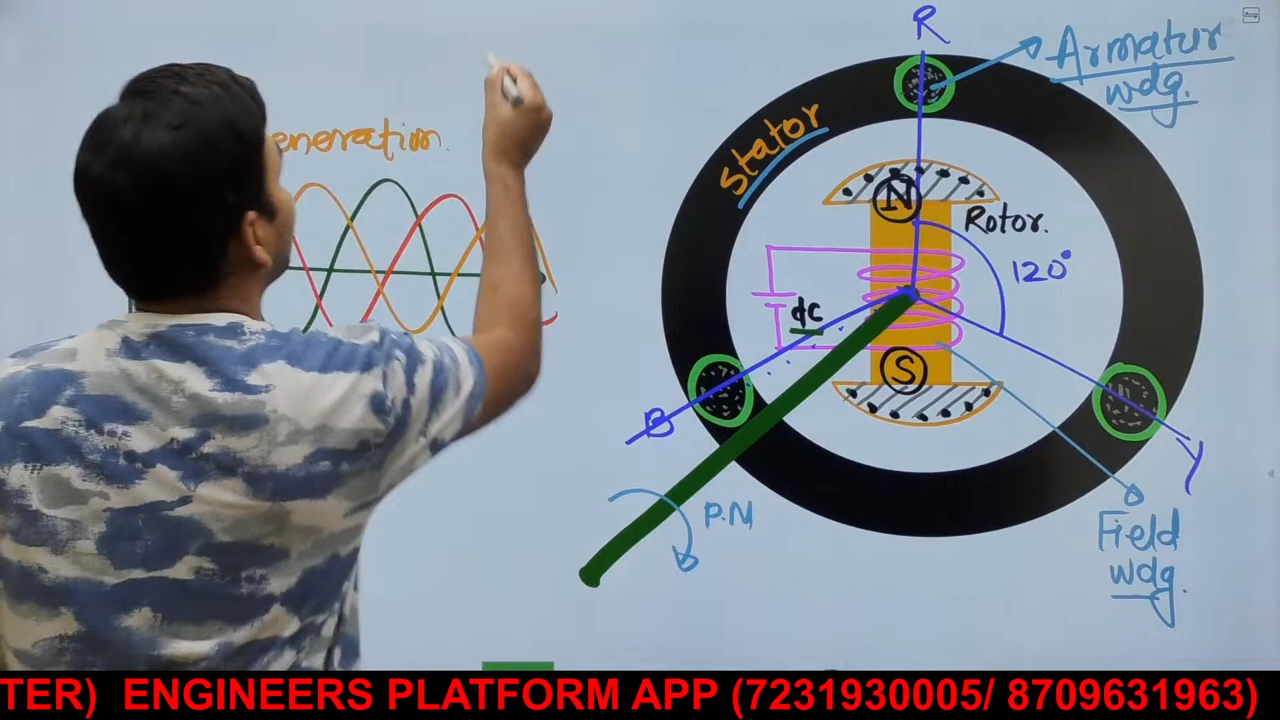 R
Armatur
wdg.
eneration.
stator
N
Rotor.
120°
dc
S
B
Y
P.M
Field
wdg.
TER) ENGINEERS PLATFORM APP (7231930005/ 8709631963)